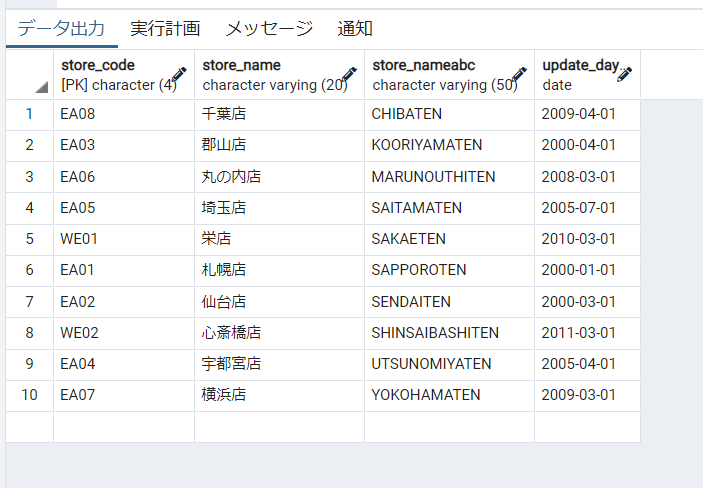 データ出力 実行計画 メッセージ 通知
store_code store_name store_nameabc update_day...
[PK] character (4) character varying (20) character varying (50) date
1 EA08 千葉店 CHIBATEN 2009-04-01
2 EA03 郡山店 KOORIYAMATEN 2000-04-01
3 EA06 丸の内店 MARUNOUTHITEN 2008-03-01
4 EA05 埼玉店 SAITAMATEN 2005-07-01
5 WE01 栄店 SAKAETEN 2010-03-01
6 EA01 札幌店 SAPPOROTEN 2000-01-01
7 EA02 仙台店 SENDAITEN 2000-03-01
8 WE02 心斎橋店 SHINSAIBASHITEN 2011-03-01
9 EA04 宇都宮店 UTSUNOMIYATEN 2005-04-01
10 EA07 横浜店 YOKOHAMATEN 2009-03-01